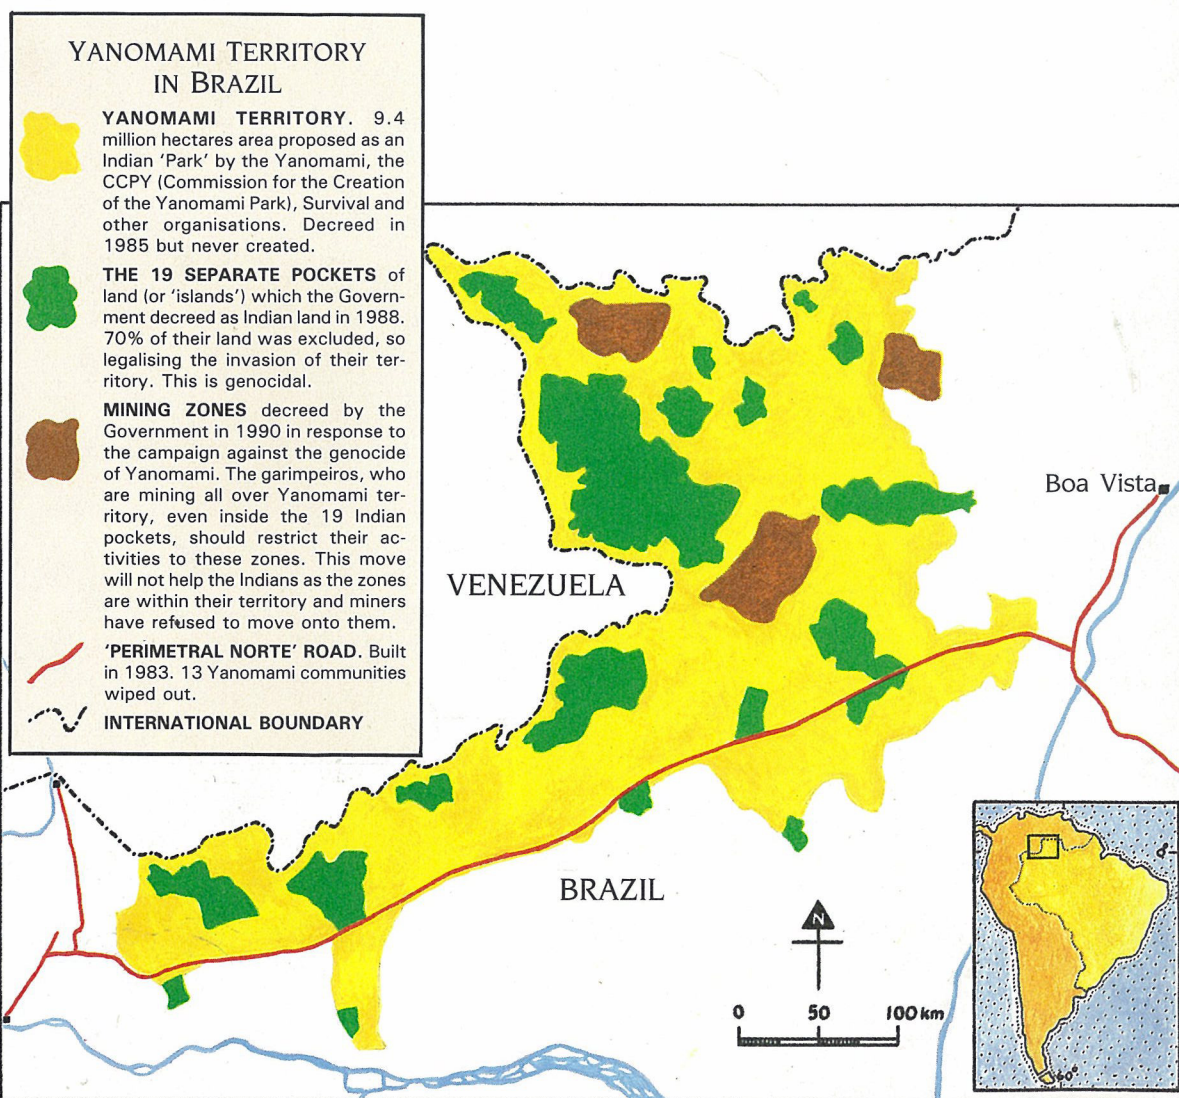 YANOMAMI TERRITORY
IN BRAZIL
YANOMAMI TERRITORY. 9.4
million hectares area proposed as an
Indian ‘Park’ by the Yanomami, the
CCPY (Commission for the Creation
of the Yanomami Park), Survival and
other organisations. Decreed in
1985 but never created.
THE 19 SEPARATE POCKETS of
land (or ‘islands’) which the Govern-
ment decreed as Indian land in 1988.
70% of their land was excluded, so
legalising the invasion of their ter-
ritory. This is genocidal.
MINING ZONES decreed by the
Government in 1990 in response to
the campaign against the genocide
of Yanomami. The garimpeiros, who
are mining all over Yanomami ter-
ritory, even inside the 19 Indian
pockets, should restrict their ac-
tivities to these zones. This move
will not help the Indians as the zones
are within their territory and miners
have refused to move onto them.
‘PERIMETRAL NORTE’ ROAD. Built
in 1983. 13 Yanomami communities
wiped out.
INTERNATIONAL BOUNDARY
Boa Vista
VENEZUELA
BRAZIL
N
0 50 100 km